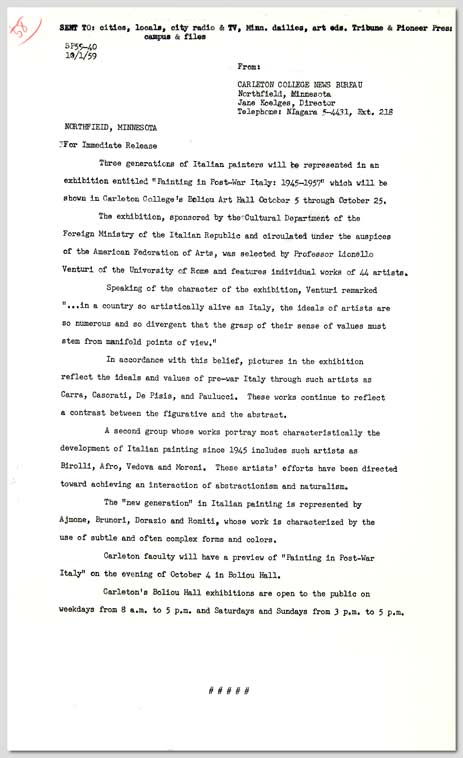 58
SENT TO: cities, locals, city radio & TV, Minn. dailies, art eds. Tribune & Pioneer Press
campus & files
SF35-40
10/1/59
From:
CARLETON COLLEGE NEWS BUREAU
Northfield, Minnesota
Jane Koelges, Director
Telephone: NIagara 5-4431, Ext. 218
NORTHFIELD, MINNESOTA
For Immediate Release
Three generations of Italian painters will be represented in an
exhibition entitled "Painting in Post-War Italy: 1945-1957" which will be
shown in Carleton College's Boliou Art Hall October 5 through October 25.
The exhibition, sponsored by the Cultural Department of the
Foreign Ministry of the Italian Republic and circulated under the auspices
of the American Federation of Arts, was selected by Professor Lionello
Venturi of the University of Rome and features individual works of 44 artists.
Speaking of the character of the exhibition, Venturi remarked
"...in a country so artistically alive as Italy, the ideals of artists are
so numerous and so divergent that the grasp of their sense of values must
stem from manifold points of view."
In accordance with this belief, pictures in the exhibition
reflect the ideals and values of pre-war Italy through such artists as
Carra, Casorati, De Pisis, and Paulucci. These works continue to reflect
a contrast between the figurative and the abstract.
A second group whose works portray most characteristically the
development of Italian painting since 1945 includes such artists as
Birolli, Afro, Vedova and Moreni. These artists' efforts have been directed
toward achieving an interaction of abstractionism and naturalism.
The "new generation" in Italian painting is represented by
Ajmone, Brunori, Dorazio and Romiti, whose work is characterized by the
use of subtle and often complex forms and colors.
Carleton faculty will have a preview of "Painting in Post-War
Italy" on the evening of October 4 in Boliou Hall.
Carleton's Boliou Hall exhibitions are open to the public on
weekdays from 8 a.m. to 5 p.m. and Saturdays and Sundays from 3 p.m. to 5 p.m.
# # # # #